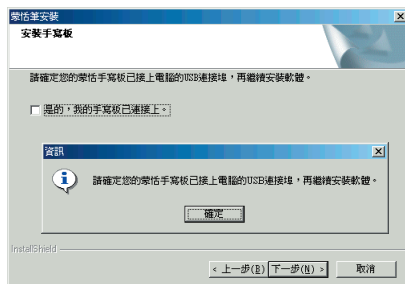 蒙恬筆安裝
安裝手寫板
請確定您的蒙恬手寫板已接上電腦的USB連接埠，再繼續安裝軟體。
是的，我的手寫板已連接上。
資訊
請確定您的蒙恬手寫板已接上電腦的USB連接埠，再繼續安裝軟體。
確定
InstallShield
< 上一步(B) 下一步(N) > 取消